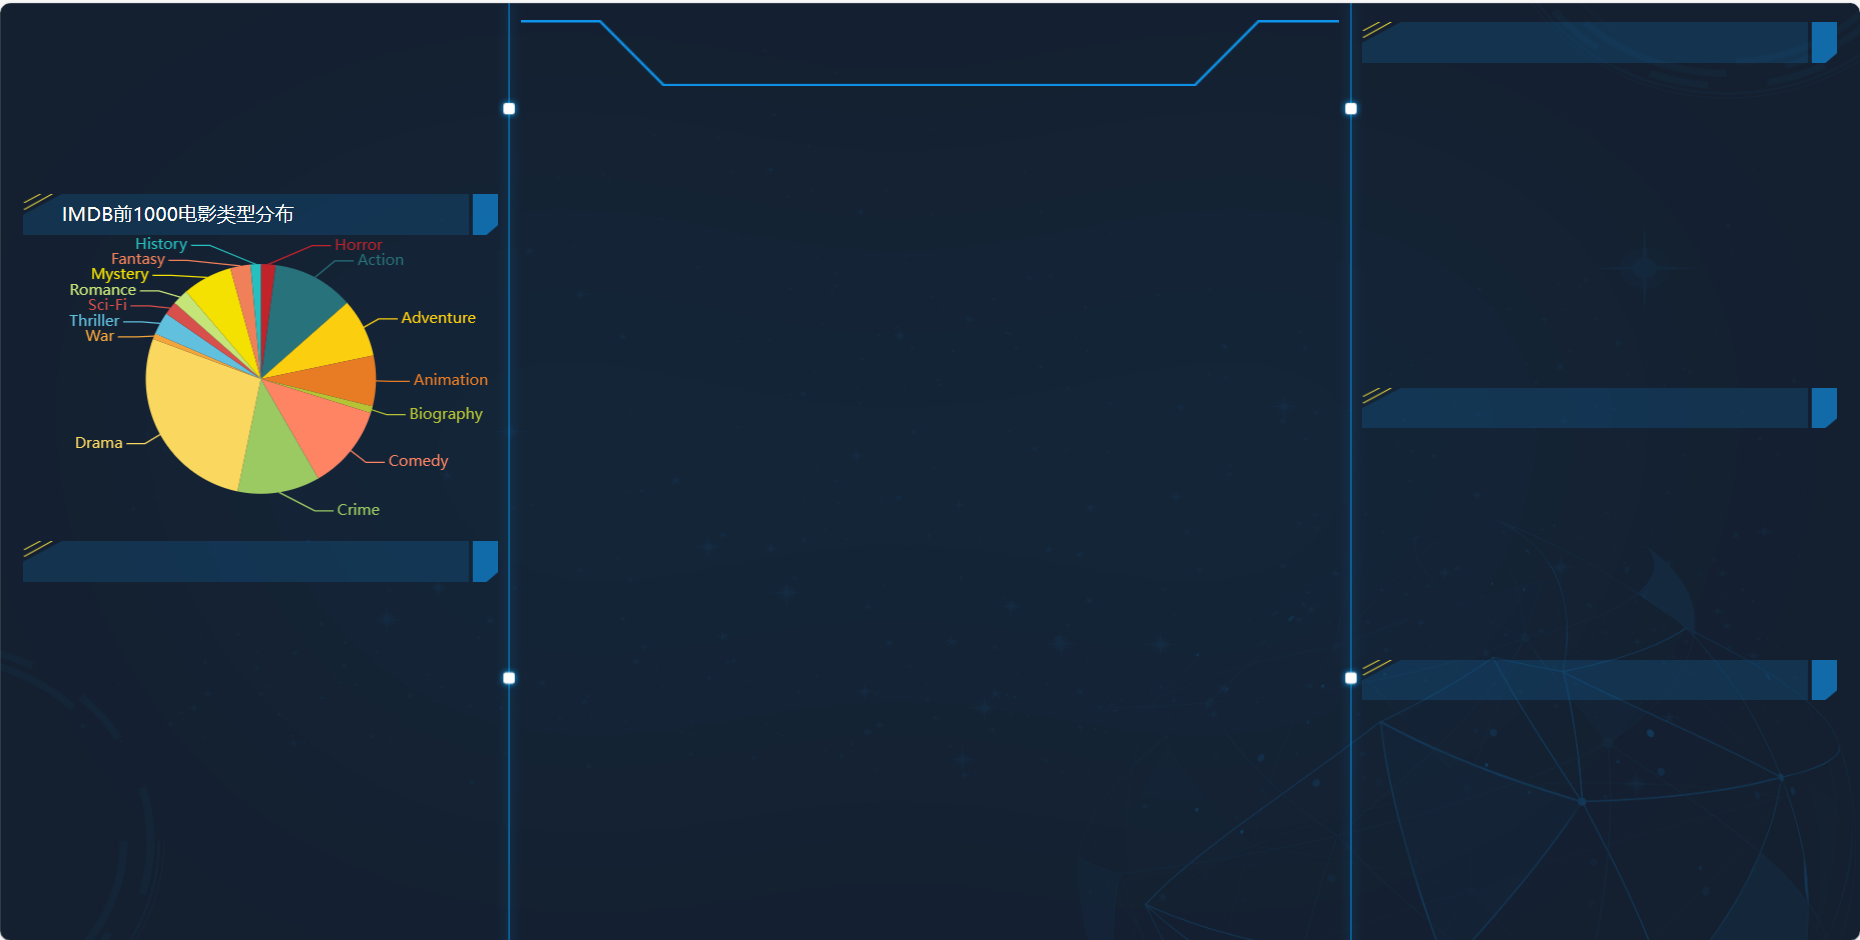 IMDB前1000电影类型分布
History
Horror
Fantasy
Action
Mystery
Romance
Sci-Fi
Adventure
Thriller
War
Animation
Biography
Drama
Comedy
Crime